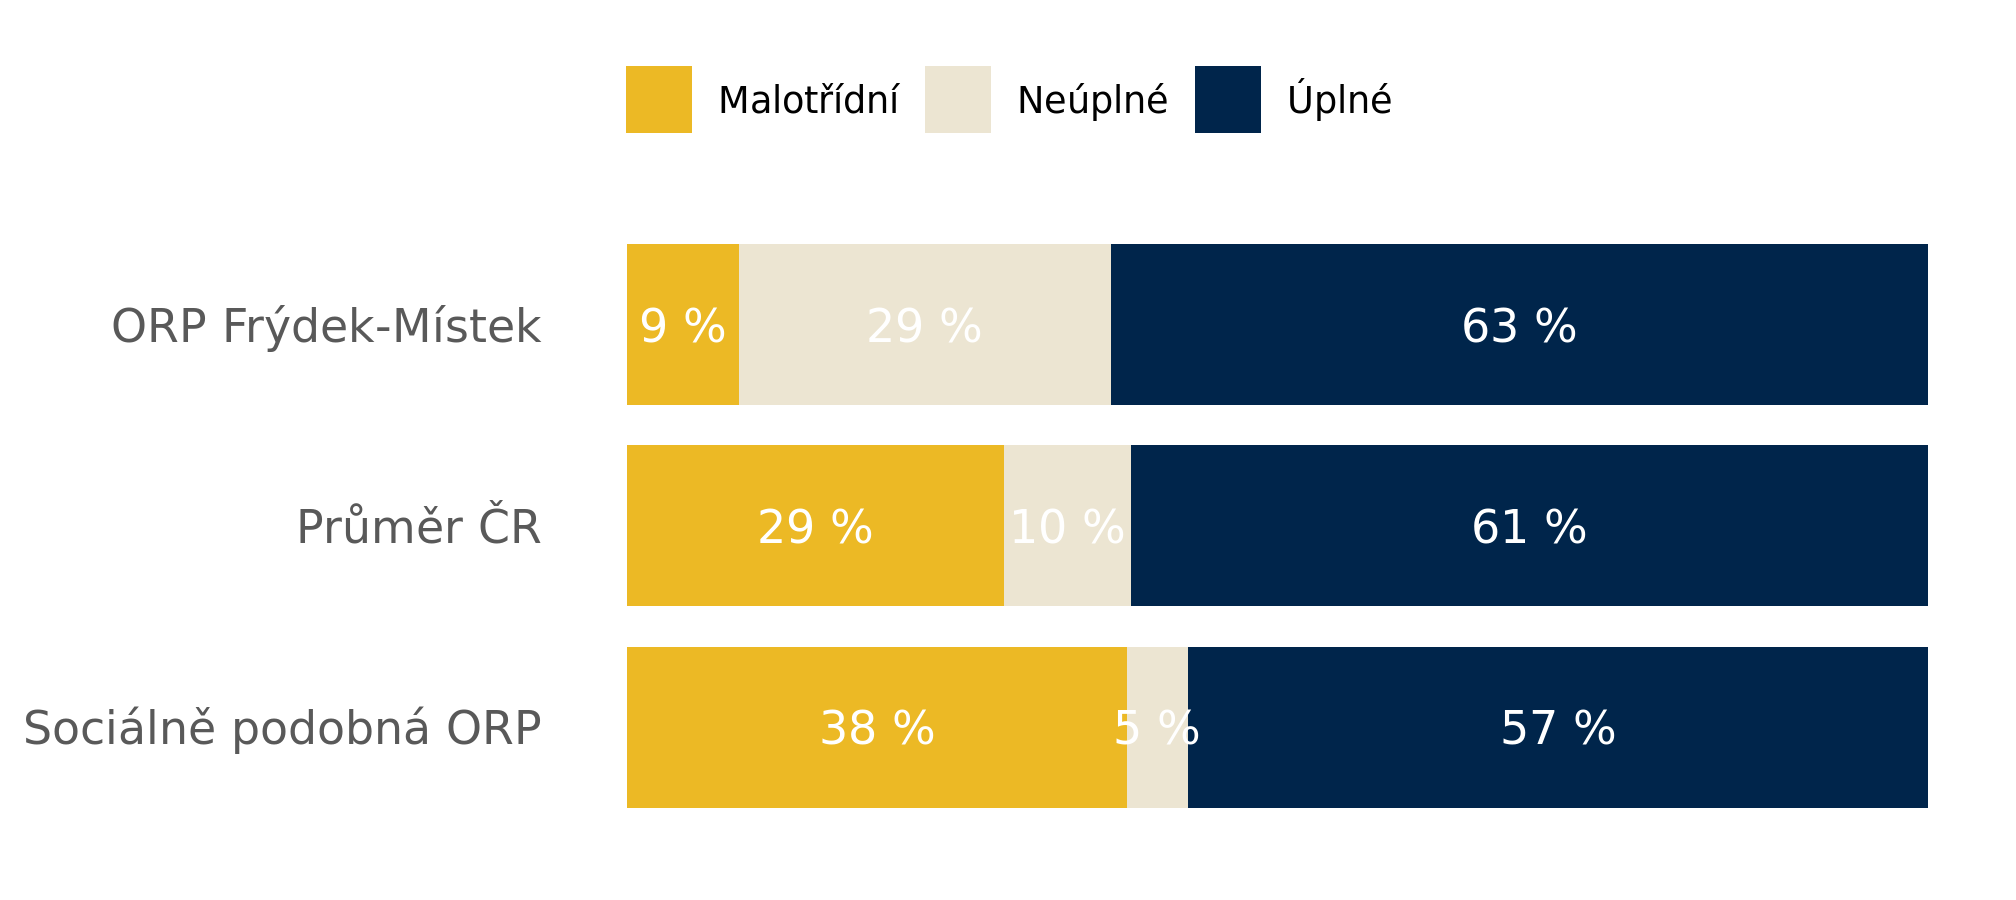 Malotřídní Neúplné Úplné
ORP Frýdek-Místek 9 % 29 % 63 %
Průměr ČR 29 % 10 % 61 %
Sociálně podobná ORP 38 % 5 % 57 %